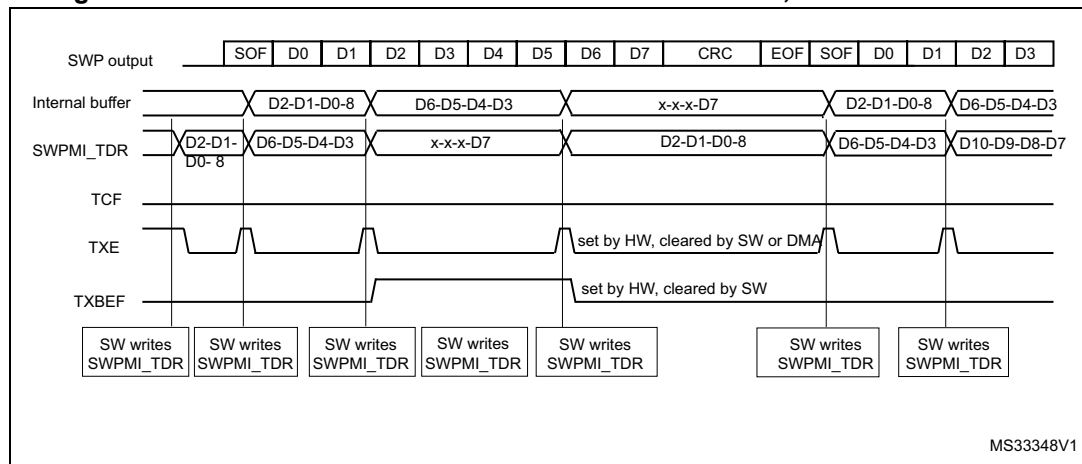 SWP output SOF D0 D1 D2 D3 D4 D5 D6 D7 CRC EOF SOF D0 D1 D2 D3
Internal buffer D2-D1-D0-8 D6-D5-D4-D3 x-x-x-D7 D2-D1-D0-8 D6-D5-D4-D3
SWPMI_TDR D2-D1-D0- 8 D6-D5-D4-D3 x-x-x-D7 D2-D1-D0-8 D6-D5-D4-D3 D10-D9-D8-D7
TCF
TXE set by HW, cleared by SW or DMA
TXBEF set by HW, cleared by SW
SW writes SW writes SW writes SW writes SW writes SW writes SW writes
SWPMI_TDR SWPMI_TDR SWPMI_TDR SWPMI_TDR SWPMI_TDR SWPMI_TDR SWPMI_TDR
MS33348V1